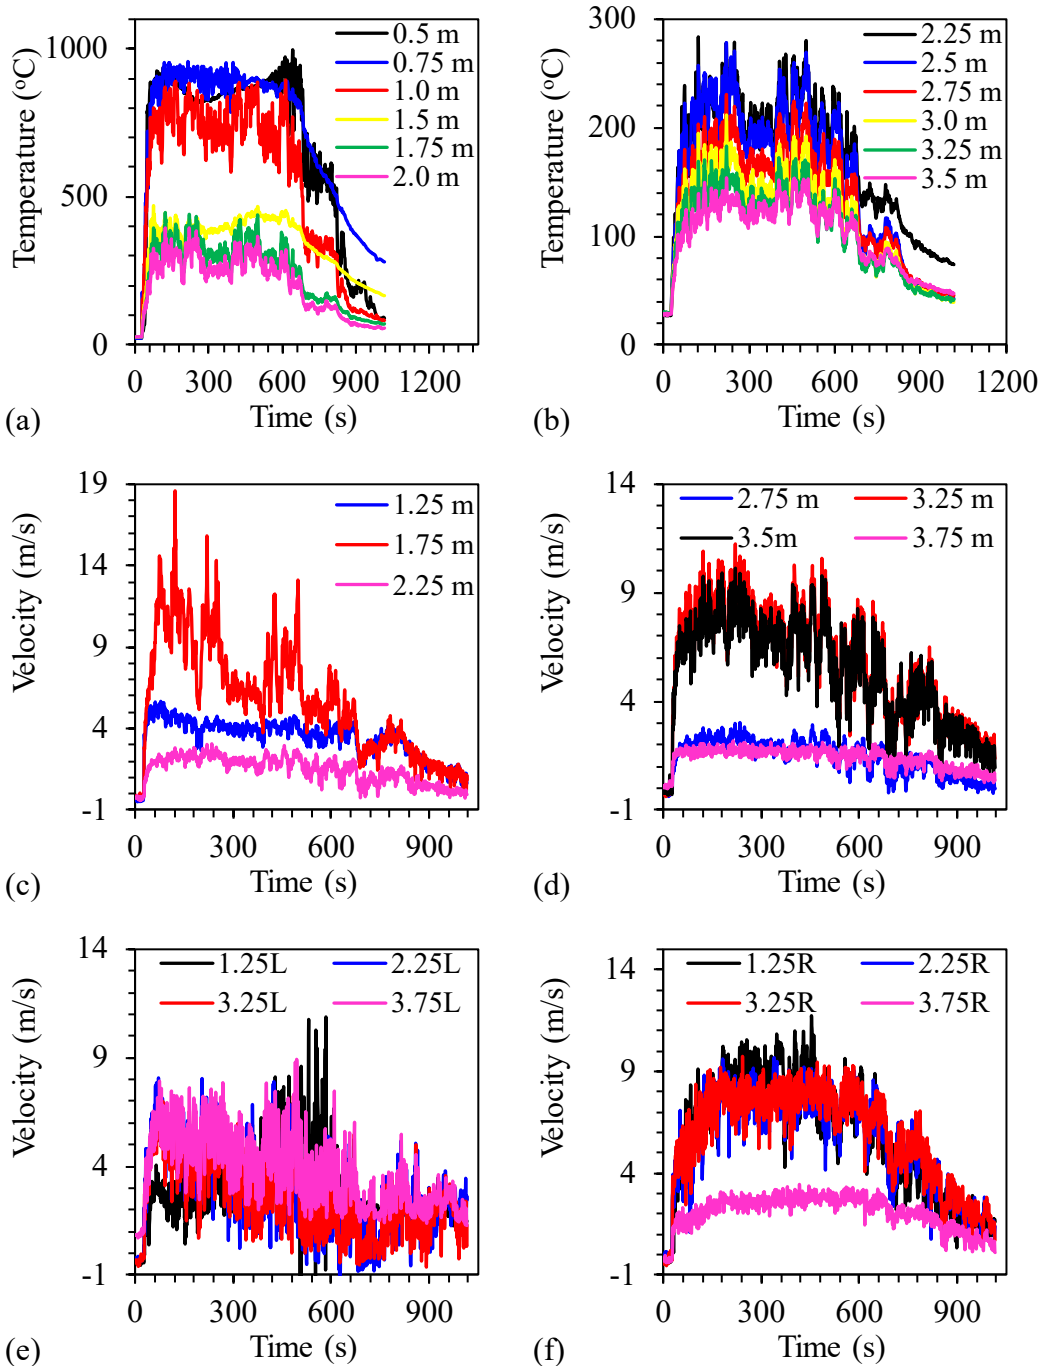 1000
500
0
Temperature (°C)
0.5 m
0.75 m
1.0 m
1.5 m
1.75 m
2.0 m
0 300 600 900 1200
Time (s)
(a)
300
200
100
0
Temperature (°C)
2.25 m
2.5 m
2.75 m
3.0 m
3.25 m
3.5 m
0 300 600 900 1200
Time (s)
(b)
19
14
9
4
-1
Velocity (m/s)
1.25 m
1.75 m
2.25 m
0 300 600 900
Time (s)
(c)
14
9
4
-1
Velocity (m/s)
2.75 m 3.25 m
3.5m 3.75 m
0 300 600 900
Time (s)
(d)
14
9
4
-1
Velocity (m/s)
1.25L 2.25L
3.25L 3.75L
0 300 600 900
Time (s)
(e)
14
9
4
-1
Velocity (m/s)
1.25R 2.25R
3.25R 3.75R
0 300 600 900
Time (s)
(f)